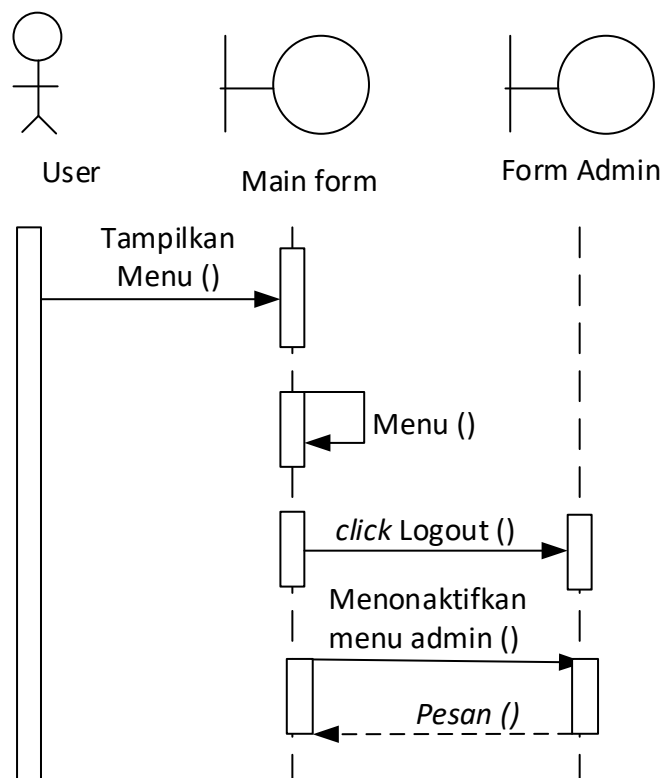 User
Main form
Form Admin
Tampilkan
Menu ()
Menu ()
click Logout ()
Menonaktifkan
menu admin ()
Pesan ()